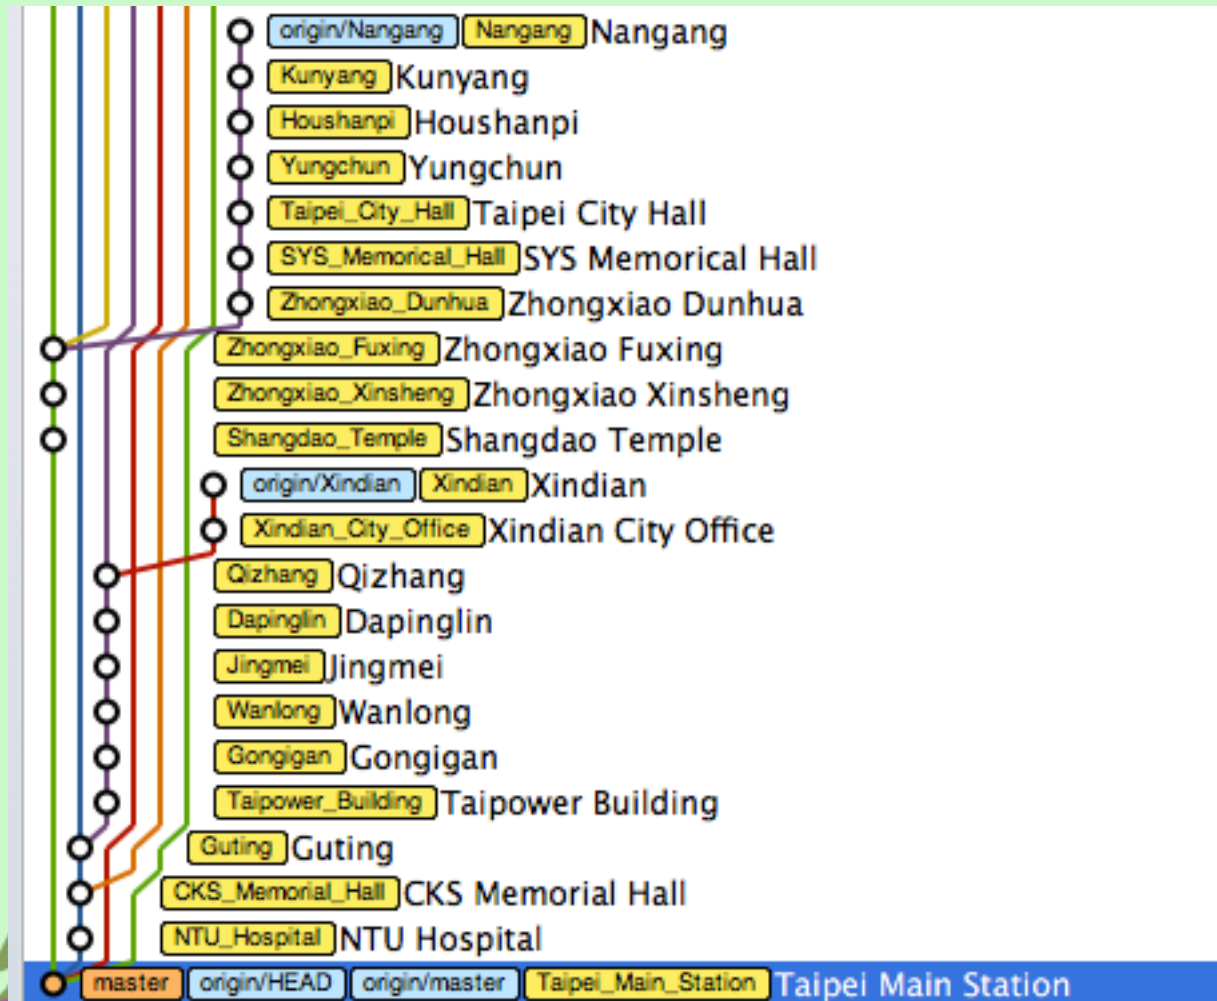 origin/Nangang Nangang Nangang
Kunyang Kunyang
Houshanpi Houshanpi
Yungchun Yungchun
Taipei_City_Hall Taipei City Hall
SYS_Memorical_Hall SYS Memorical Hall
Zhongxiao_Dunhua Zhongxiao Dunhua
Zhongxiao_Fuxing Zhongxiao Fuxing
Zhongxiao_Xinsheng Zhongxiao Xinsheng
Shangdao_Temple Shangdao Temple
origin/Xindian Xindian Xindian
Xindian_City_Office Xindian City Office
Qizhang Qizhang
Dapinglin Dapinglin
Jingmei Jingmei
Wanlong Wanlong
Gongigan Gongigan
Taipower_Building Taipower Building
Guting Guting
CKS_Memorial_Hall CKS Memorial Hall
NTU_Hospital NTU Hospital
master origin/HEAD origin/master Taipei_Main_Station Taipei Main Station